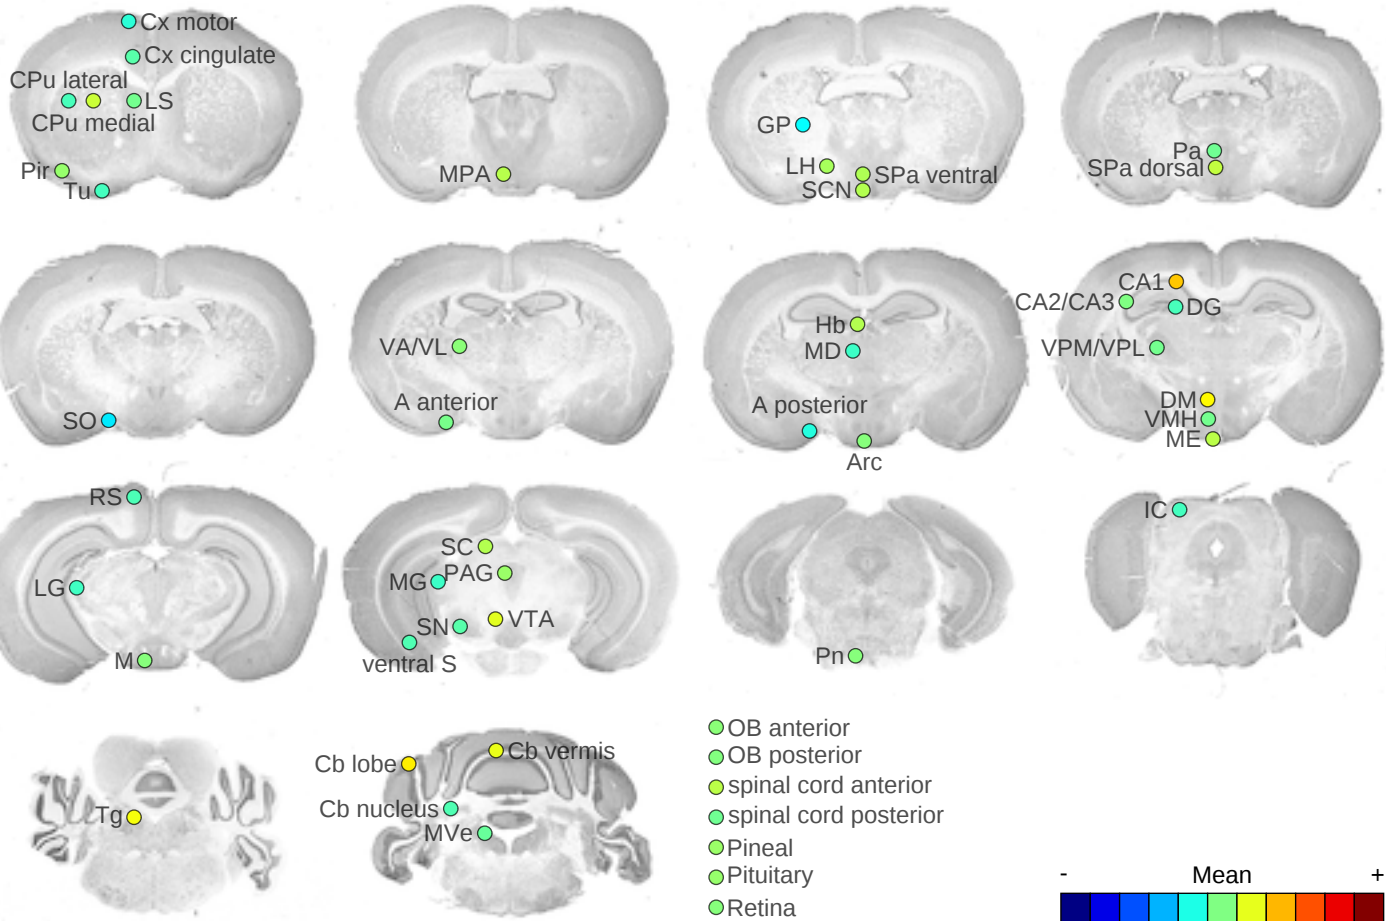 Cx motor
Cx cingulate
CPu lateral
LS
CPu medial
Pir
Tu
MPA
GP
LH
SPa ventral
SCN
Pa
SPa dorsal
SO
VA/VL
A anterior
Hb
MD
A posterior
Arc
CA1
CA2/CA3
DG
VPM/VPL
DM
VMH
ME
RS
LG
M
SC
MG
PAG
SN
VTA
ventral S
Pn
IC
Tg
Cb lobe
Cb vermis
Cb nucleus
MVe
OB anterior
OB posterior
spinal cord anterior
spinal cord posterior
Pineal
Pituitary
Retina
- Mean +